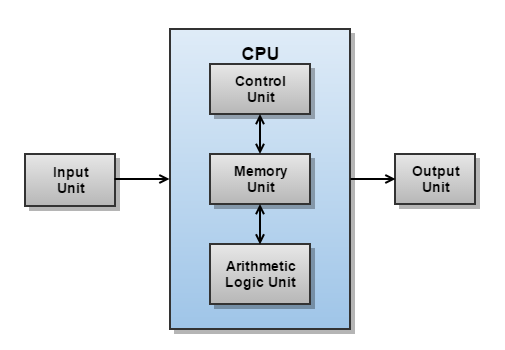 CPU
Control
Unit
Input
Unit
Memory
Unit
Output
Unit
Arithmetic
Logic Unit